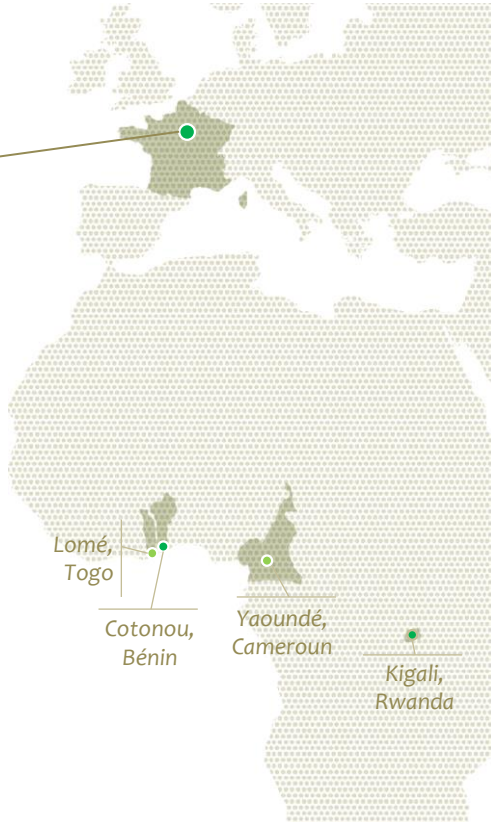 Lomé,
Togo
Cotonou,
Bénin
Yaoundé,
Cameroun
Kigali,
Rwanda